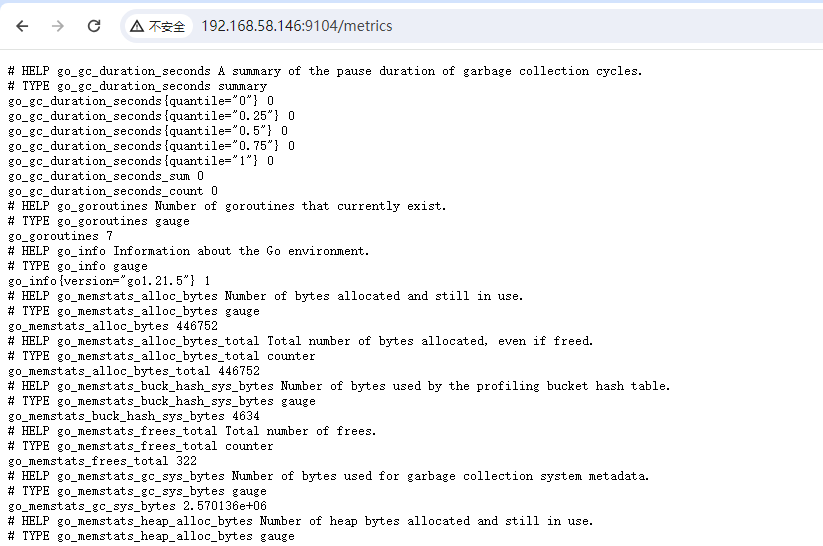 不安全 192.168.58.146:9104/metrics
# HELP go_gc_duration_seconds A summary of the pause duration of garbage collection cycles.
# TYPE go_gc_duration_seconds summary
go_gc_duration_seconds{quantile="0"} 0
go_gc_duration_seconds{quantile="0.25"} 0
go_gc_duration_seconds{quantile="0.5"} 0
go_gc_duration_seconds{quantile="0.75"} 0
go_gc_duration_seconds{quantile="1"} 0
go_gc_duration_seconds_sum 0
go_gc_duration_seconds_count 0
# HELP go_goroutines Number of goroutines that currently exist.
# TYPE go_goroutines gauge
go_goroutines 7
# HELP go_info Information about the Go environment.
# TYPE go_info gauge
go_info{version="go1.21.5"} 1
# HELP go_memstats_alloc_bytes Number of bytes allocated and still in use.
# TYPE go_memstats_alloc_bytes gauge
go_memstats_alloc_bytes 446752
# HELP go_memstats_alloc_bytes_total Total number of bytes allocated, even if freed.
# TYPE go_memstats_alloc_bytes_total counter
go_memstats_alloc_bytes_total 446752
# HELP go_memstats_buck_hash_sys_bytes Number of bytes used by the profiling bucket hash table.
# TYPE go_memstats_buck_hash_sys_bytes gauge
go_memstats_buck_hash_sys_bytes 4634
# HELP go_memstats_frees_total Total number of frees.
# TYPE go_memstats_frees_total counter
go_memstats_frees_total 322
# HELP go_memstats_gc_sys_bytes Number of bytes used for garbage collection system metadata.
# TYPE go_memstats_gc_sys_bytes gauge
go_memstats_gc_sys_bytes 2.570136e+06
# HELP go_memstats_heap_alloc_bytes Number of heap bytes allocated and still in use.
# TYPE go_memstats_heap_alloc_bytes gauge